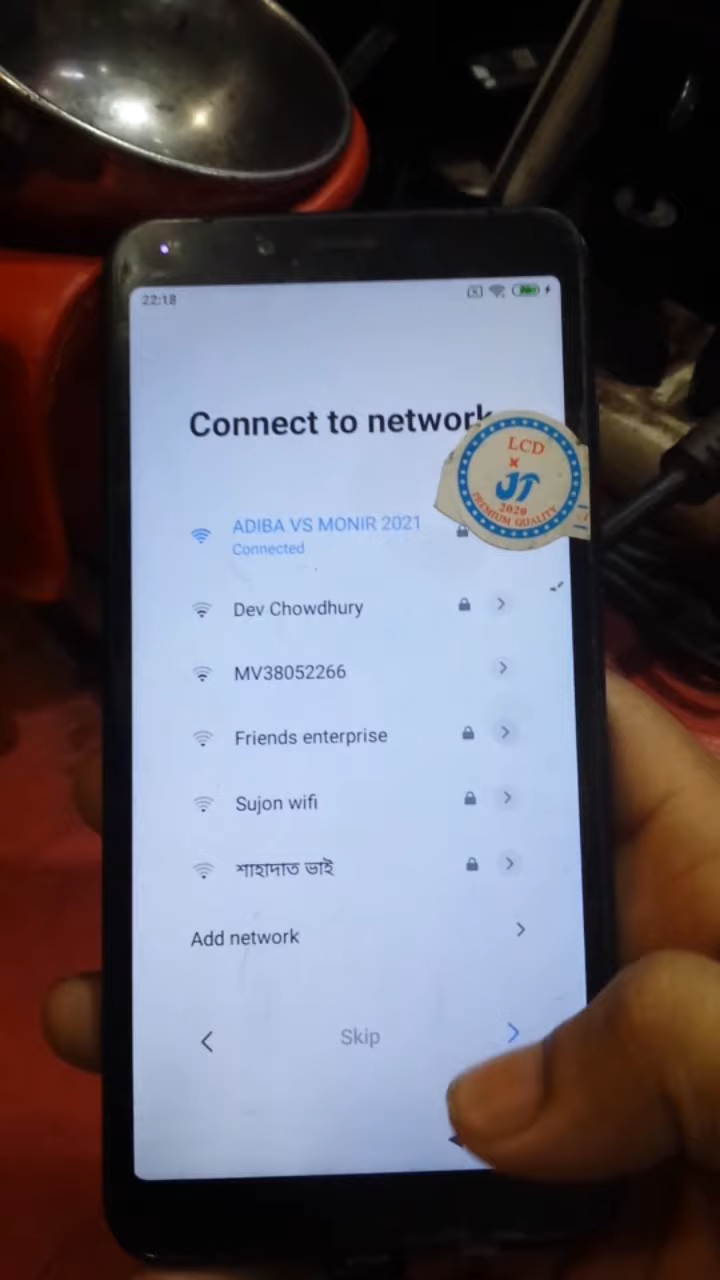 22:18
Connect to network
LCD
JT
2020
PREMIUM QUALITY
ADIBA VS MONIR 2021
Connected
Dev Chowdhury
MV38052266
Friends enterprise
Sujon wifi
শাহাদাত ভাই
Add network
Skip